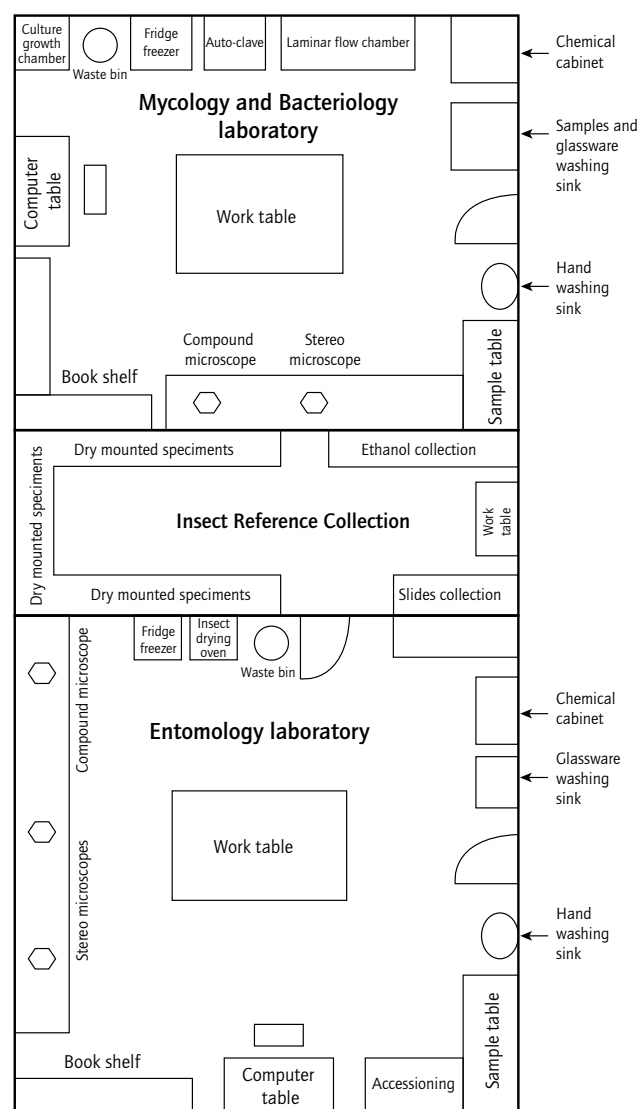 Culture
growth
chamber
Waste bin
Fridge
freezer
Auto-clave
Laminar flow chamber
Chemical
cabinet
Mycology and Bacteriology
laboratory
Samples and
glassware
washing
sink
Computer
table
Work table
Hand
washing
sink
Compound
microscope
Stereo
microscope
Sample table
Book shelf
Dry mounted speciments
Dry mounted speciments
Ethanol collection
Insect Reference Collection
Work
table
Dry mounted speciments
Slides collection
Compound microscope
Fridge
freezer
Insect
drying
oven
Waste bin
Chemical
cabinet
Entomology laboratory
Glassware
washing
sink
Work table
Stereo microscopes
Hand
washing
sink
Sample table
Book shelf
Computer
table
Accessioning